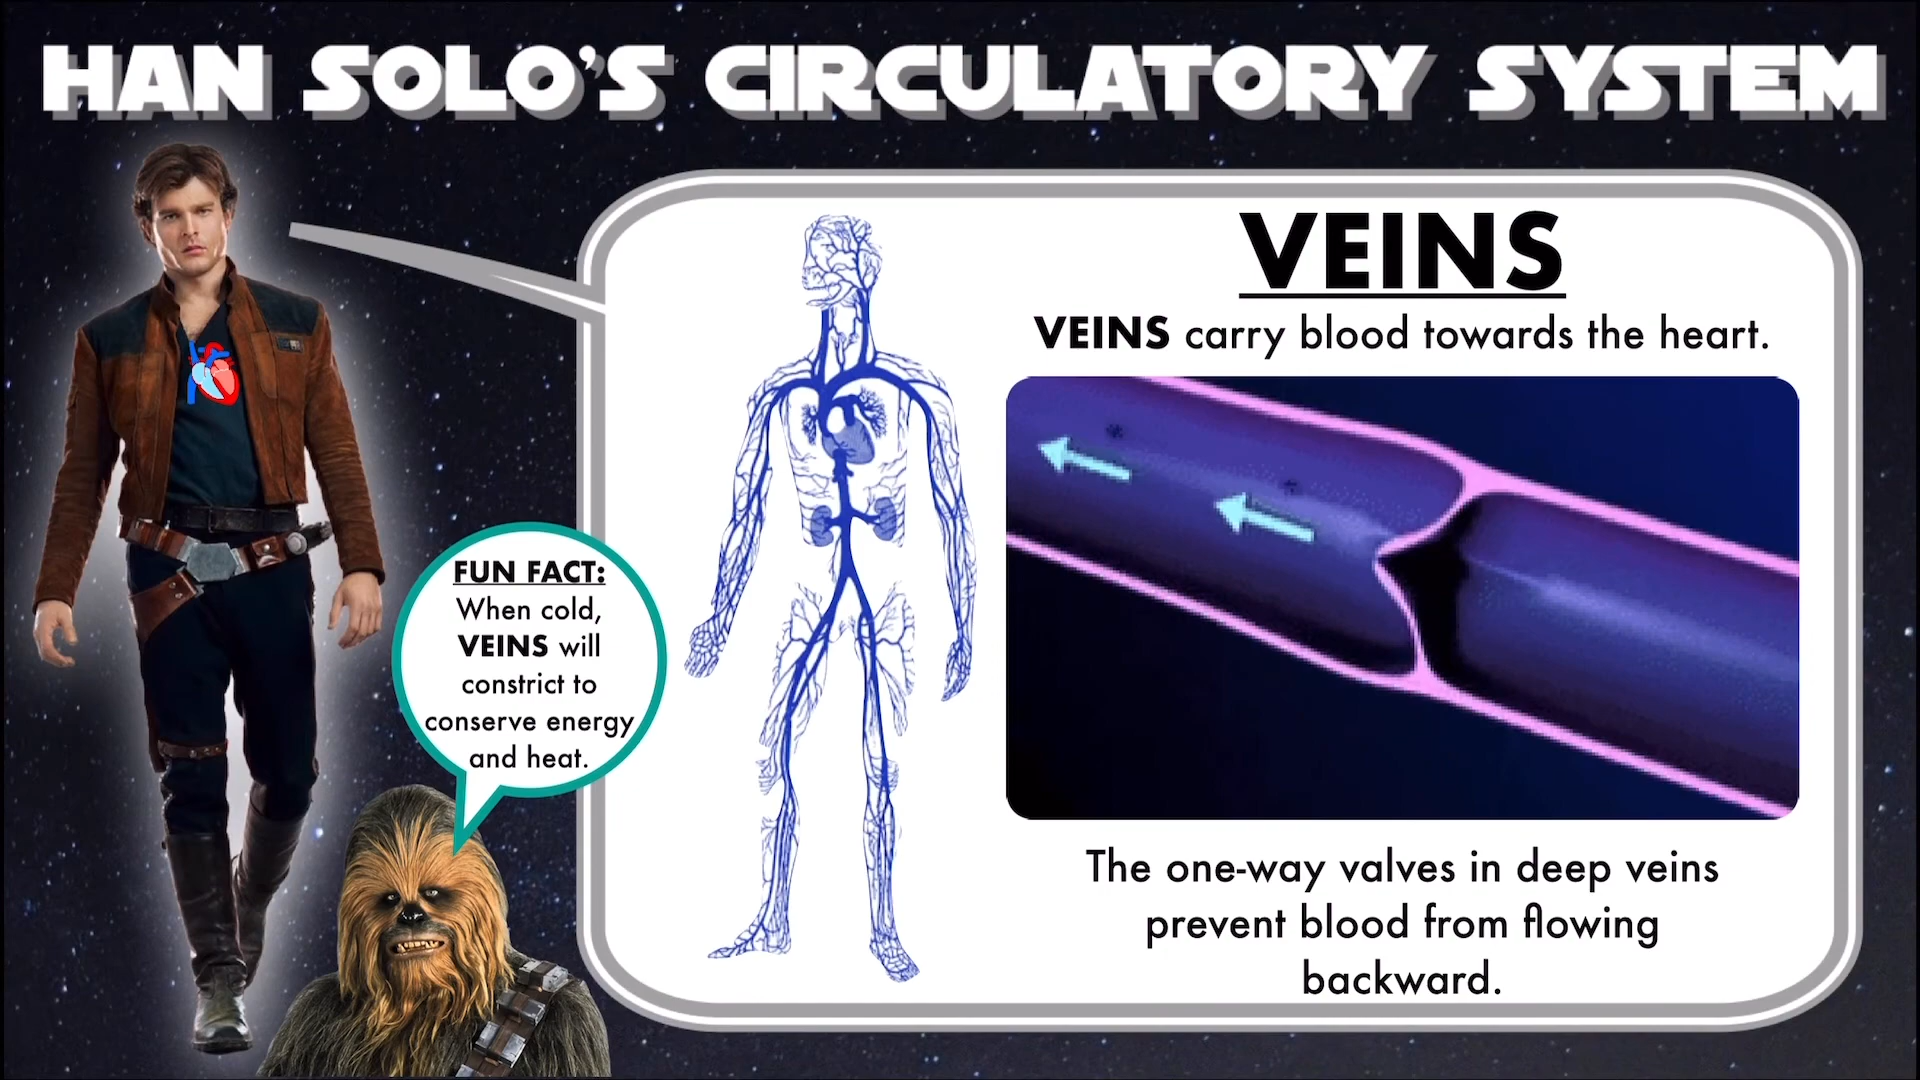 HAN SOLO'S CIRCULATORY SYSTEM
VEINS
VEINS carry blood towards the heart.
FUN FACT:
When cold,
VEINS will
constrict to
conserve energy
and heat.
The one-way valves in deep veins
prevent blood from flowing
backward.